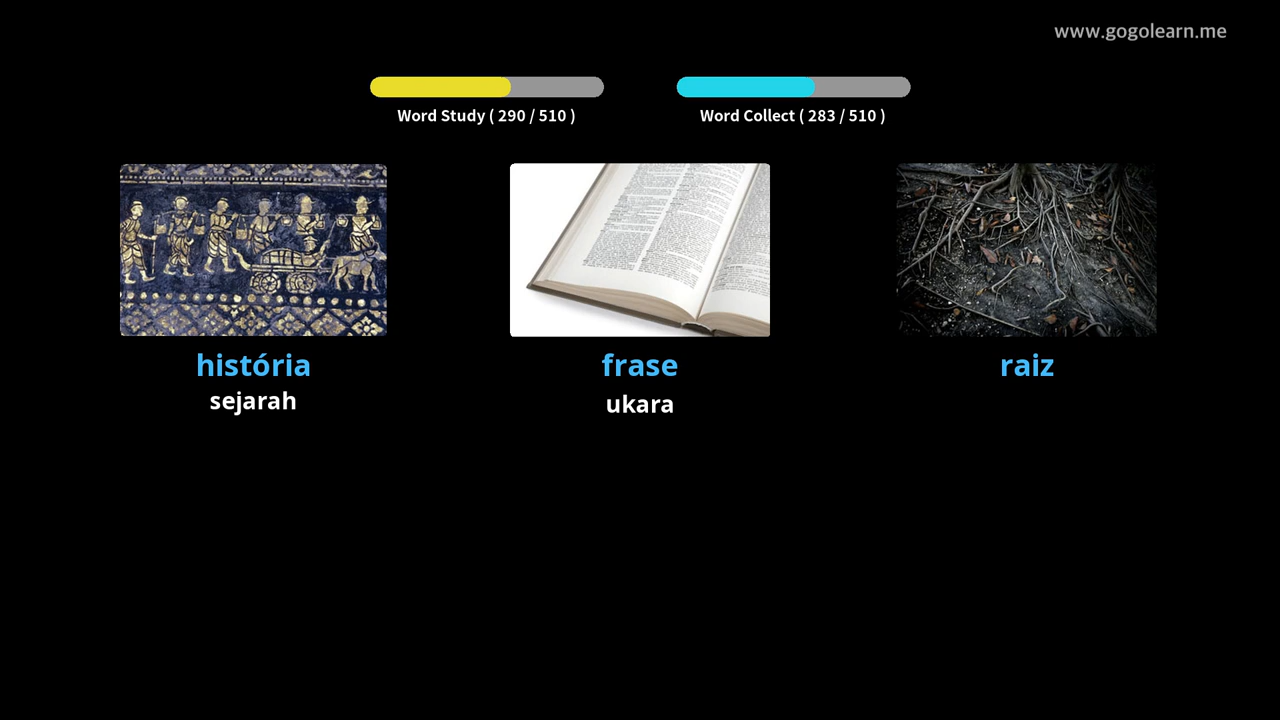 www.gogolearn.me
Word Study ( 290 / 510 )
Word Collect ( 283 / 510 )
história
frase
raiz
sejarah
ukara